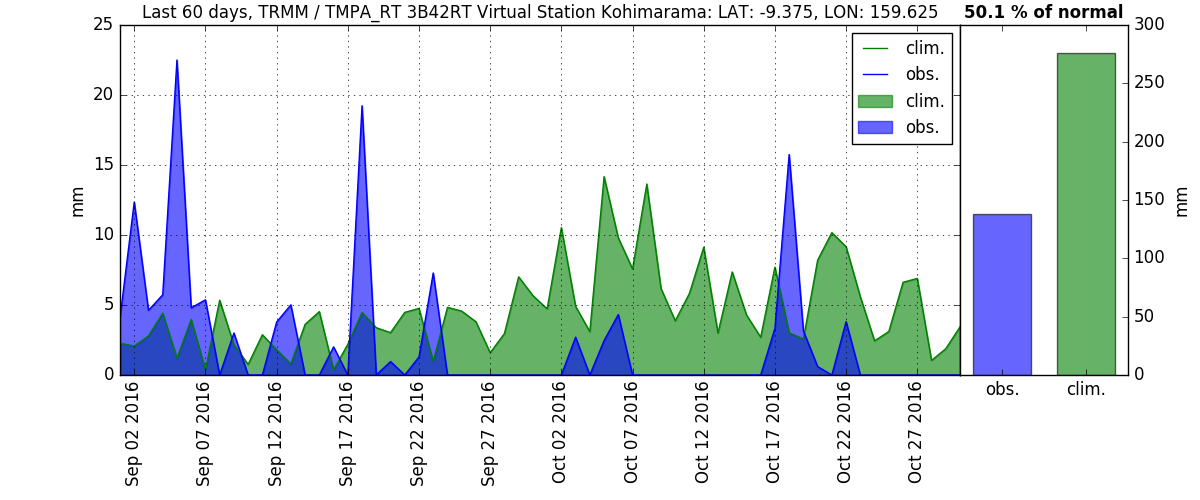 Last 60 days, TRMM / TMPA_RT 3B42RT Virtual Station Kohimarama: LAT: -9.375, LON: 159.625
50.1 % of normal
25
20
15
10
5
0
mm
clim.
obs.
clim.
obs.
300
250
200
150
100
50
0
mm
Sep 02 2016
Sep 07 2016
Sep 12 2016
Sep 17 2016
Sep 22 2016
Sep 27 2016
Oct 02 2016
Oct 07 2016
Oct 12 2016
Oct 17 2016
Oct 22 2016
Oct 27 2016
obs.
clim.